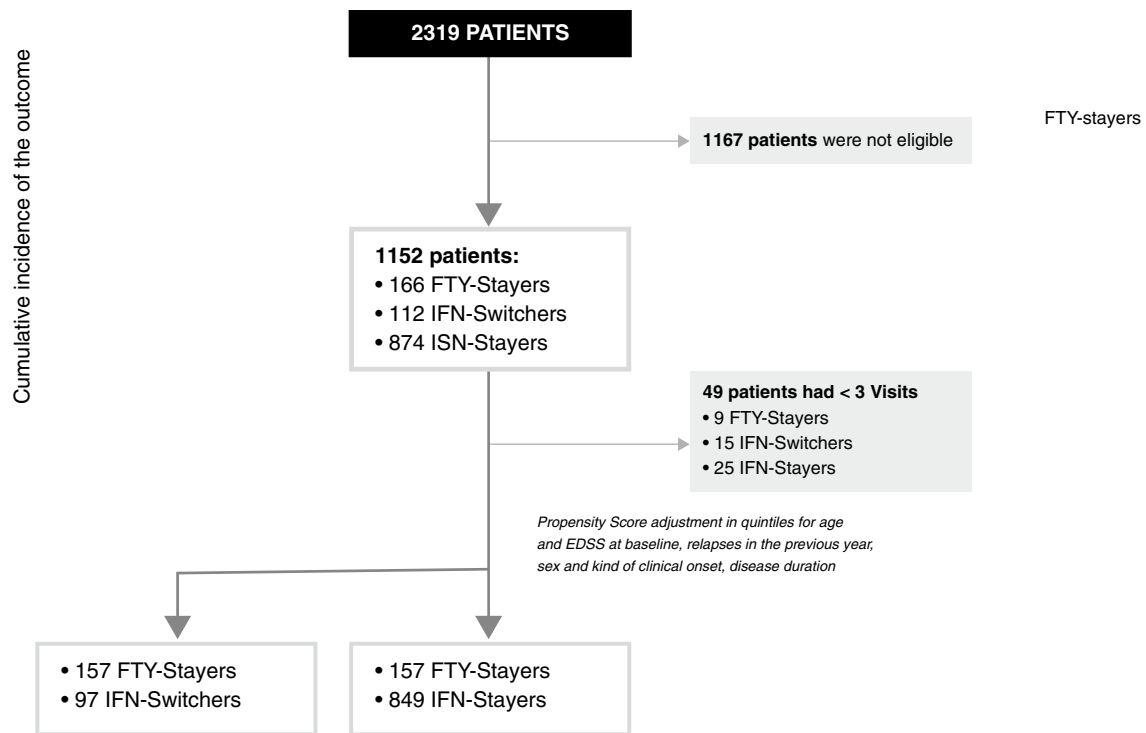 Cumulative incidence of the outcome
2319 PATIENTS
FTY-stayers
1167 patients were not eligible
1152 patients:
• 166 FTY-Stayers
• 112 IFN-Switchers
• 874 ISN-Stayers
49 patients had < 3 Visits
• 9 FTY-Stayers
• 15 IFN-Switchers
• 25 IFN-Stayers
Propensity Score adjustment in quintiles for age
and EDSS at baseline, relapses in the previous year,
sex and kind of clinical onset, disease duration
• 157 FTY-Stayers
• 97 IFN-Switchers
• 157 FTY-Stayers
• 849 IFN-Stayers